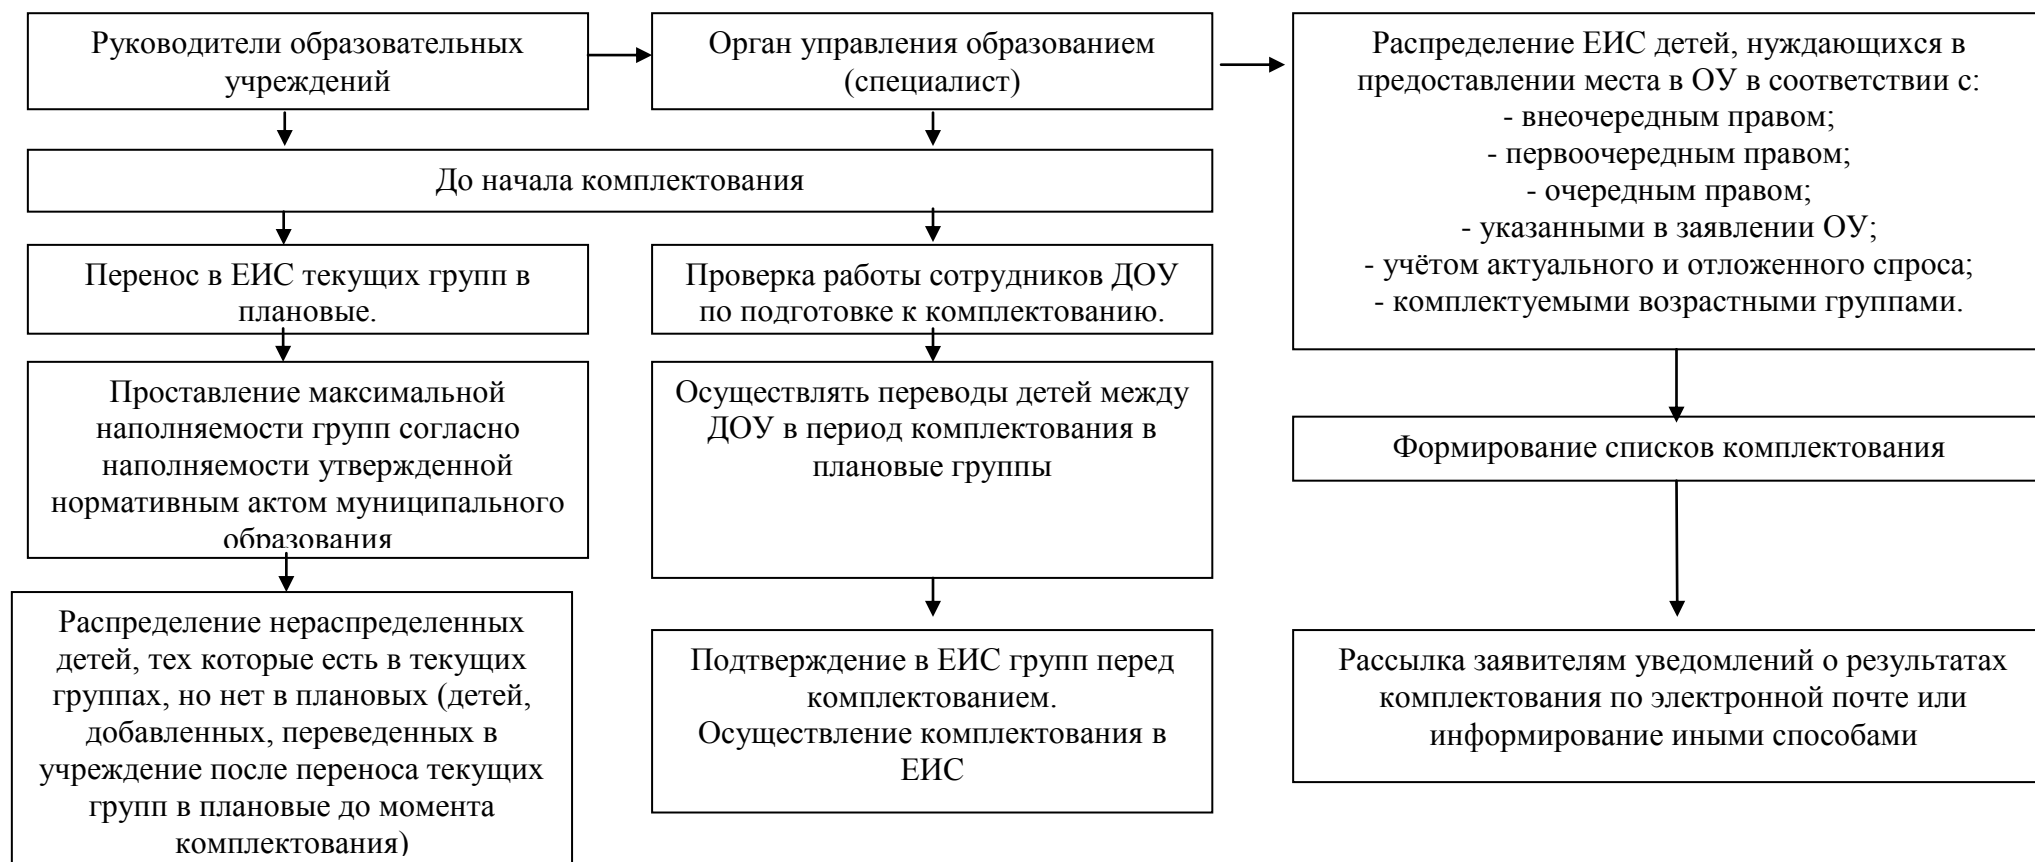 Руководители образовательных
учреждений
Орган управления образованием
(специалист)
Распределение ЕИС детей, нуждающихся в
предоставлении места в ОУ в соответствии с:
- внеочередным правом;
- первоочередным правом;
- очередным правом;
- указанными в заявлении ОУ;
- учётом актуального и отложенного спроса;
- комплектуемыми возрастными группами.
До начала комплектования
Перенос в ЕИС текущих групп в
плановые.
Проверка работы сотрудников ДОУ
по подготовке к комплектованию.
Проставление максимальной
наполняемости групп согласно
наполняемости утвержденной
нормативным актом муниципального
образования
Осуществлять переводы детей между
ДОУ в период комплектования в
плановые группы
Формирование списков комплектования
Распределение нераспределенных
детей, тех которые есть в текущих
группах, но нет в плановых (детей,
добавленных, переведенных в
учреждение после переноса текущих
групп в плановые до момента
комплектования)
Подтверждение в ЕИС групп перед
комплектованием.
Осуществление комплектования в
ЕИС
Рассылка заявителям уведомлений о результатах
комплектования по электронной почте или
информирование иными способами